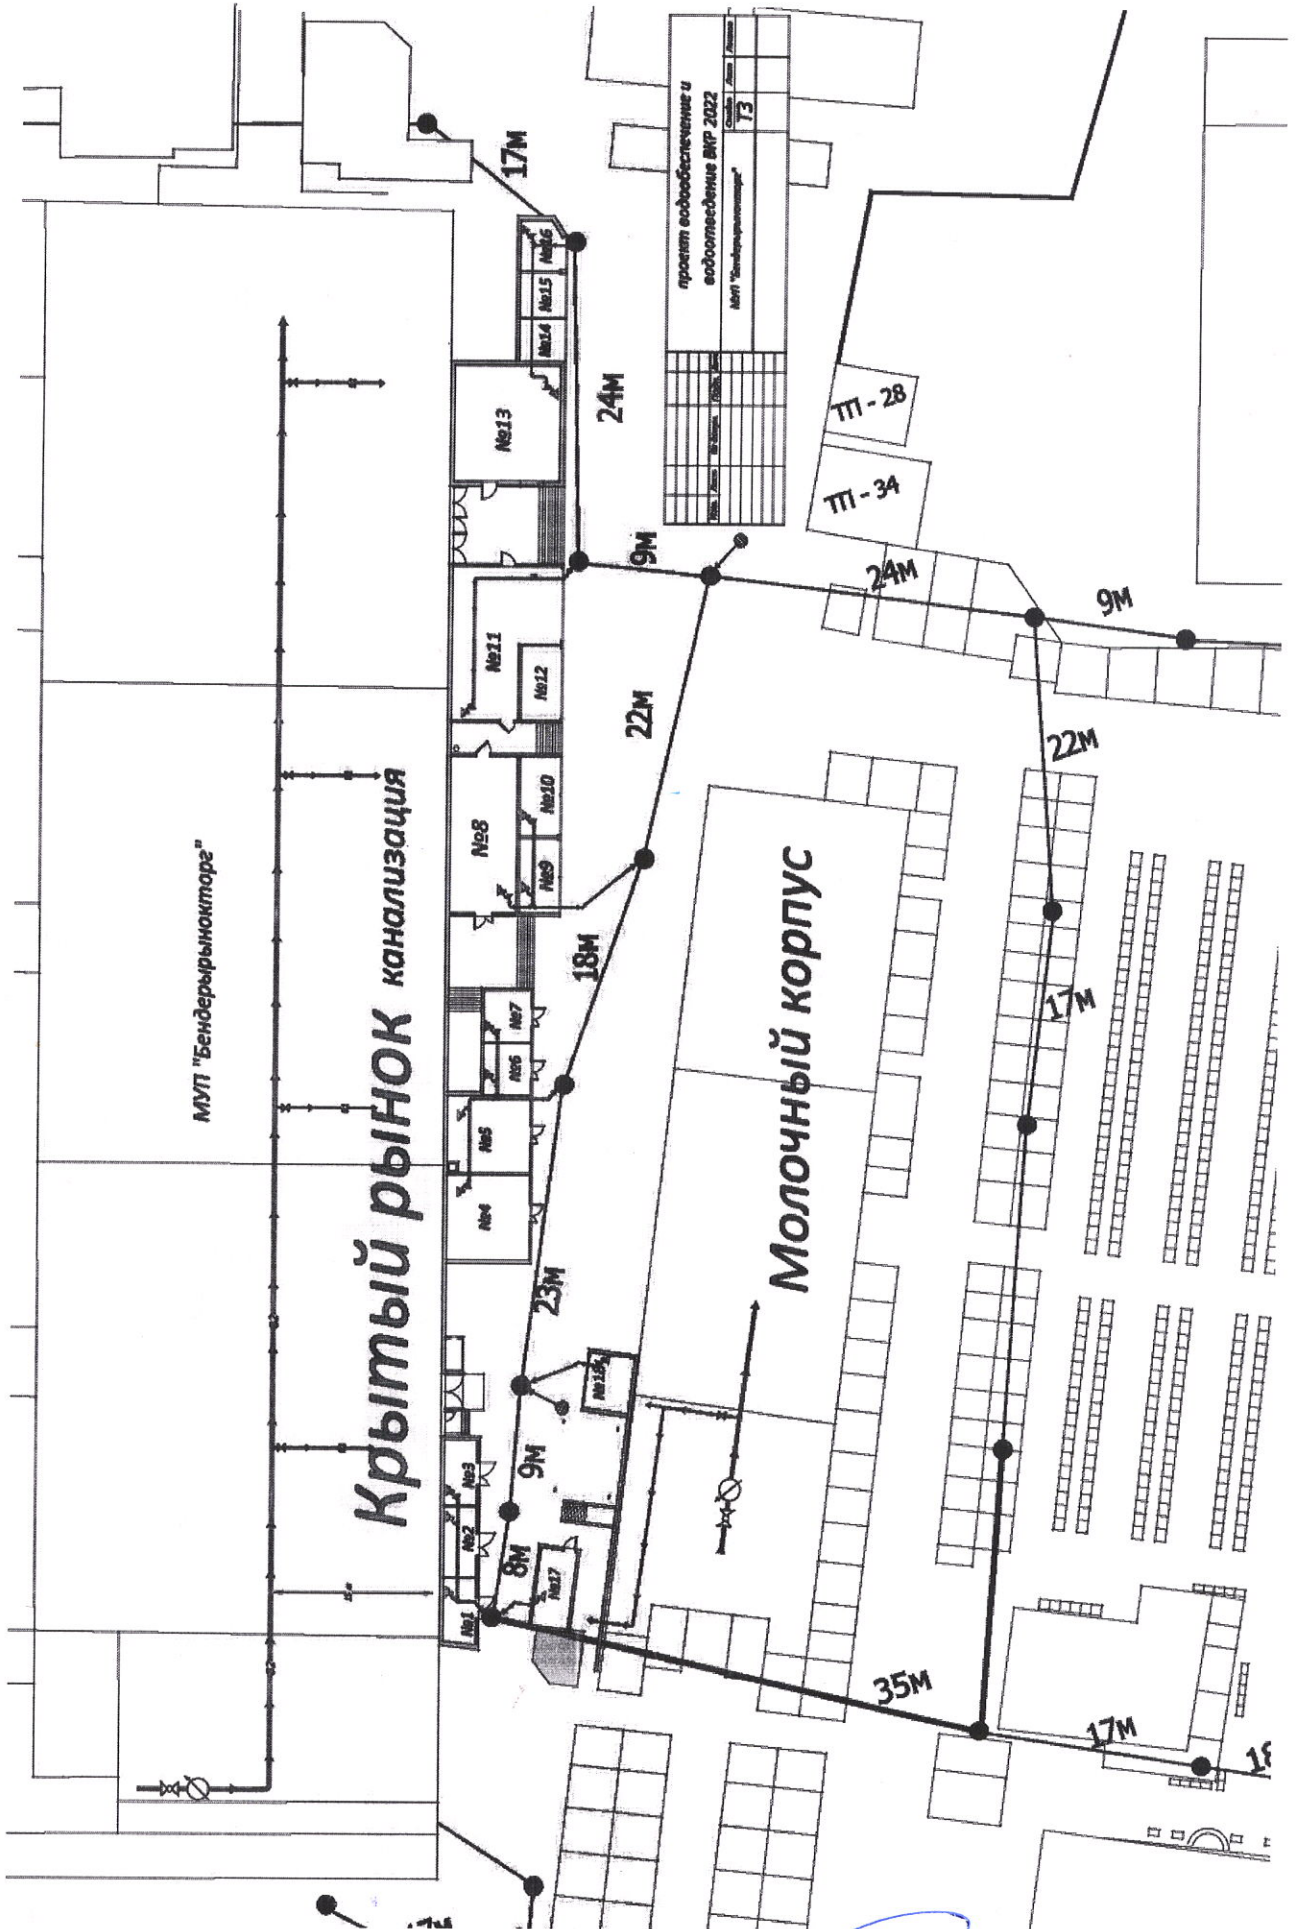 17м
проект водообеспечение и
водоотведение ВКР 2022
Т3
МУП "Бендерырынокторг"
№16
№15
№14
№13
24м
ТП - 28
ТП - 34
9м
24м
9м
№11
№12
22м
22м
МУП "Бендерырынокторг"
Крытый рынок канализация
№8
№10
№9
18м
Молочный корпус
17м
№7
№6
№5
№4
23м
№18
№3
№2
№1
9м
8м
№17
35м
17м